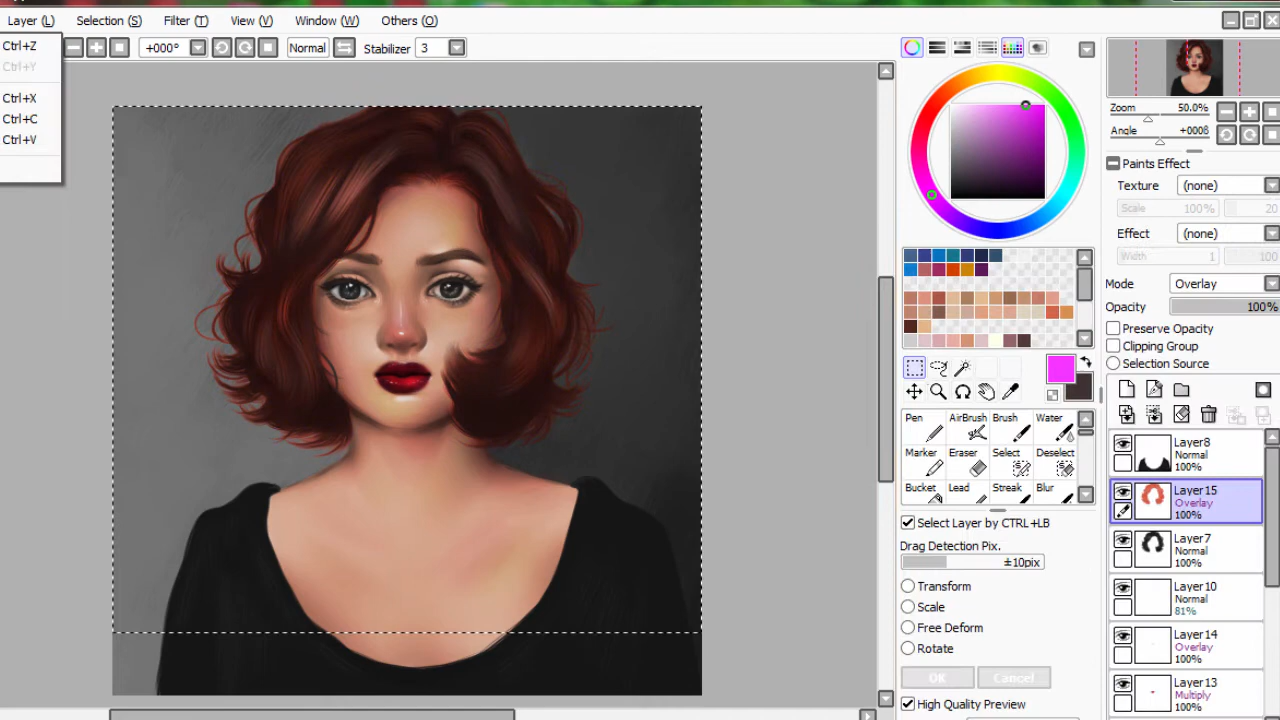 Layer (L) Selection (S) Filter (T) View (V) Window (W) Others (O)
Ctrl+Z
Ctrl+Y
Ctrl+X
Ctrl+C
Ctrl+V
+000° Normal Stabilizer 3
Zoom 50.0%
Angle
Paints Effect
Texture (none)
Scale 100% 20
Effect (none)
Width 1 100
Mode Overlay
Opacity 100%
Preserve Opacity
Clipping Group
Selection Source
Pen AirBrush Brush Water
Marker Eraser Select Deselect
Bucket Lead Streak Blur
Select Layer by CTRL+LB
Drag Detection Pix.
±10pix
Transform
Scale
Free Deform
Rotate
OK Cancel
High Quality Preview
Layer8
Normal
100%
Layer15
Overlay
100%
Layer7
Normal
100%
Layer10
Normal
81%
Layer14
Overlay
100%
Layer13
Multiply
100%